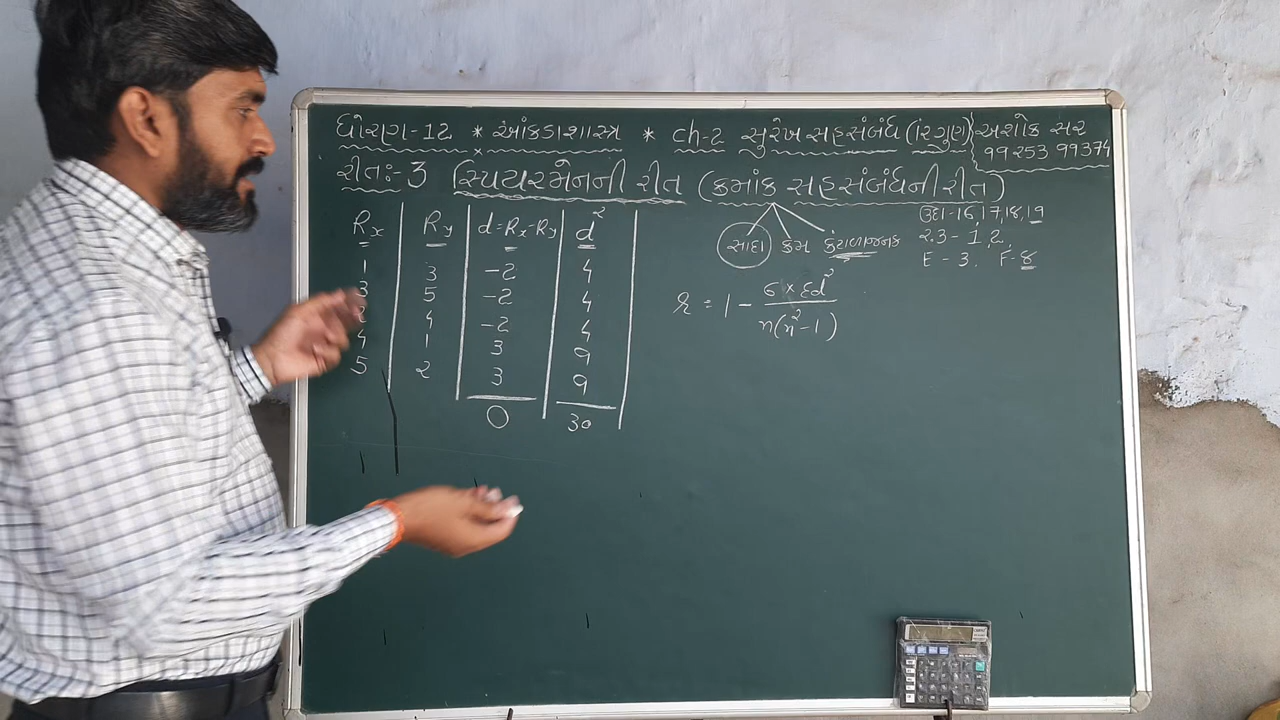 ધોરણ-12 * આંકડાશાસ્ત્ર * ch-2 સુરેખ સહસંબંધ (ગુણ) અશોક સર
99253 99374
રીતઃ- 3 સ્પિયરમેનની રીત (ક્રમાંક સહસંબંધની રીત)
સાદા ક્રમ કંટાળાજનક
ઉદા-16,17,18,19
2.3 - 1,2,
E - 3. F-8
Rx Ry d=Rx-Ry d²
1 3 -2 4
3 5 -2 4
2 4 -2 4
4 1 3 9
5 2 3 9
0 30
r = 1 - 6×Σd² / n(n²-1)